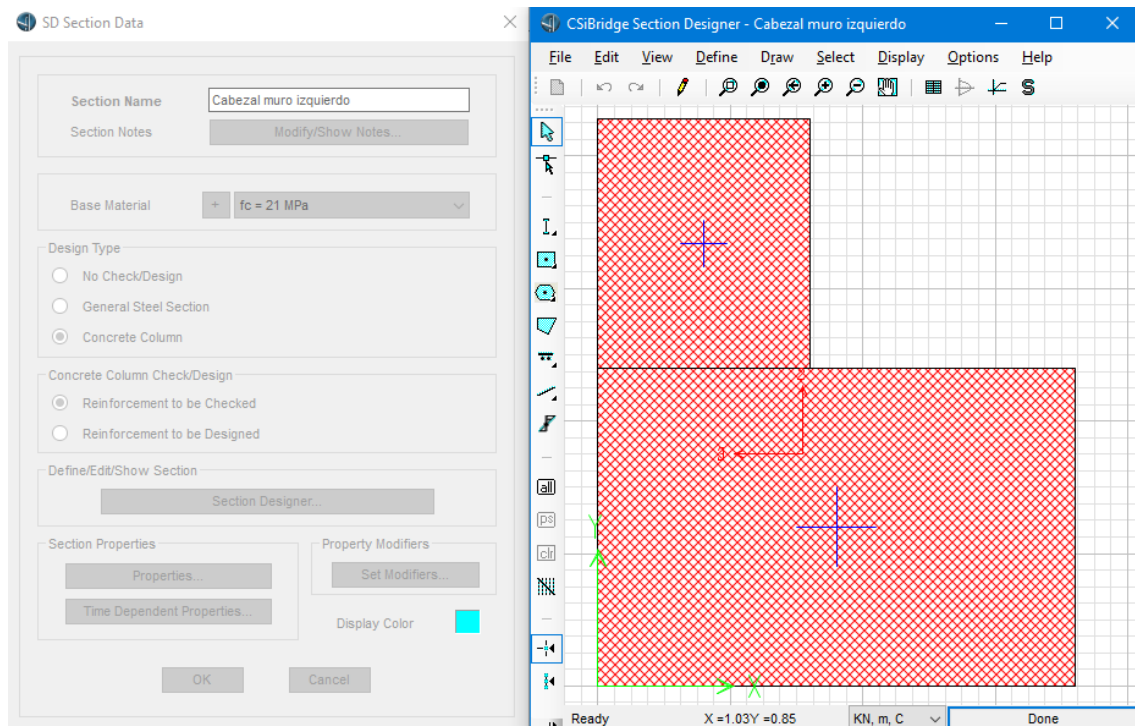 SD Section Data
Section Name Cabezal muro izquierdo
Section Notes Modify/Show Notes...
Base Material + fc = 21 MPa
Design Type
No Check/Design
General Steel Section
Concrete Column
Concrete Column Check/Design
Reinforcement to be Checked
Reinforcement to be Designed
Define/Edit/Show Section
Section Designer...
Section Properties Property Modifiers
Properties... Set Modifiers...
Time Dependent Properties...
Display Color
OK Cancel
CSiBridge Section Designer - Cabezal muro izquierdo
File Edit View Define Draw Select Display Options Help
S
all
ps
clr
Y
X
Ready X =1.03Y =0.85 KN, m, C Done